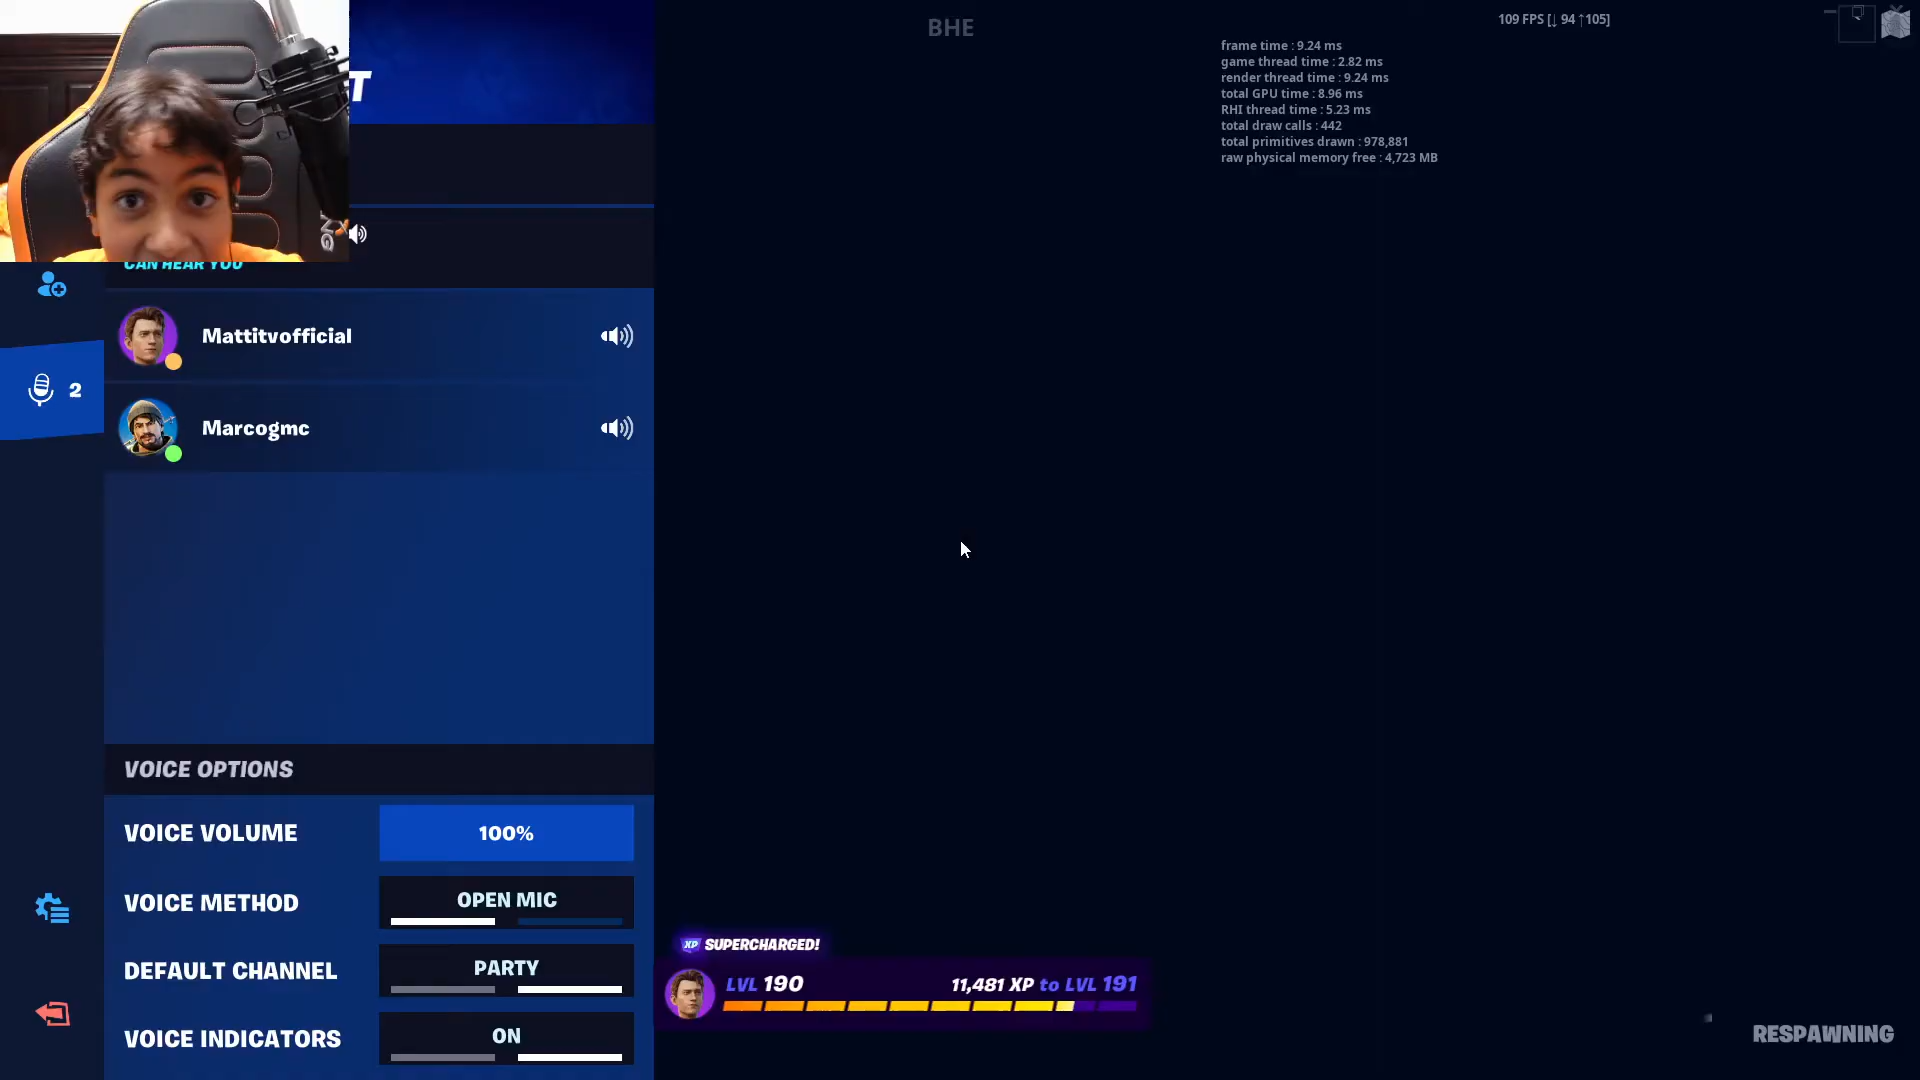 BHE
109 FPS [↓ 94 ↑105]
frame time : 9.24 ms
game thread time : 2.82 ms
render thread time : 9.24 ms
total GPU time : 8.96 ms
RHI thread time : 5.23 ms
total draw calls : 442
total primitives drawn : 978,881
raw physical memory free : 4,723 MB
T
CAN HEAR YOU
Mattitvofficial
2
Marcogmc
VOICE OPTIONS
VOICE VOLUME 100%
VOICE METHOD OPEN MIC
DEFAULT CHANNEL PARTY
VOICE INDICATORS ON
XP SUPERCHARGED!
LVL 190 11,481 XP to LVL 191
RESPAWNING